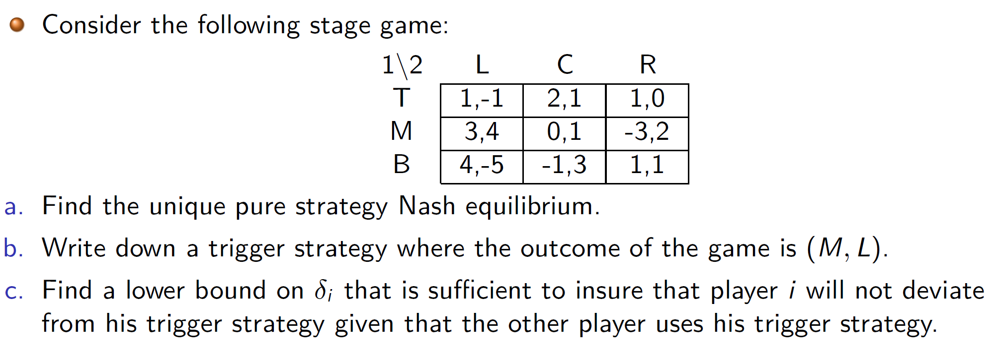 Consider the following stage game:
1\2 L C R
T 1,-1 2,1 1,0
M 3,4 0,1 -3,2
B 4,-5 -1,3 1,1
a. Find the unique pure strategy Nash equilibrium.
b. Write down a trigger strategy where the outcome of the game is (M, L).
c. Find a lower bound on δᵢ that is sufficient to insure that player i will not deviate
from his trigger strategy given that the other player uses his trigger strategy.